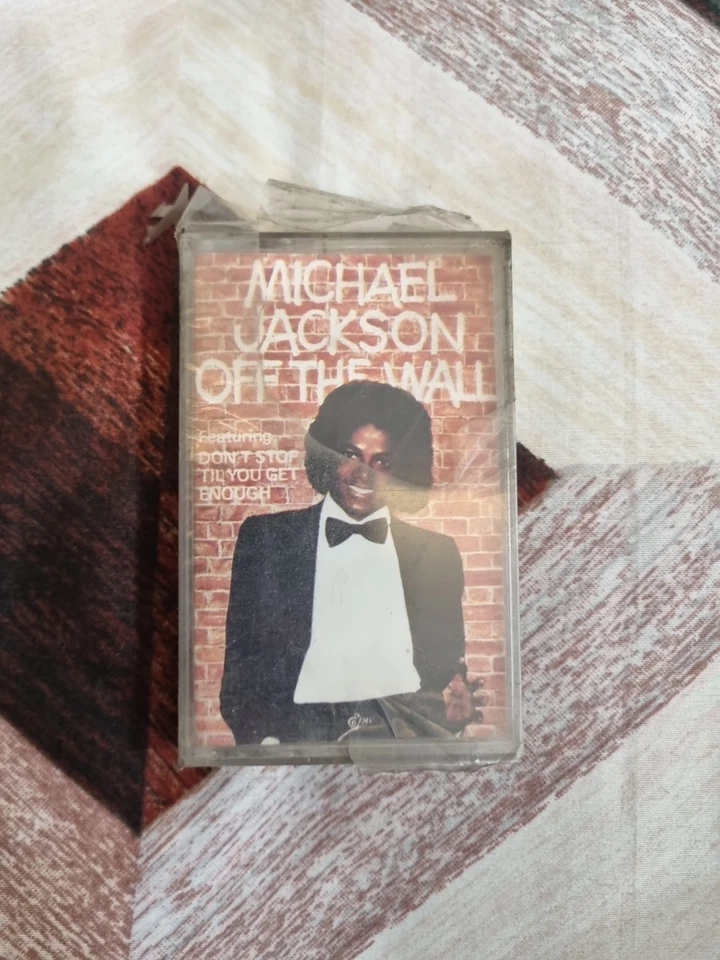 MICHAEL
JACKSON
OFF THE WALL
Featuring
DON'T STOP
TIL YOU GET
ENOUGH